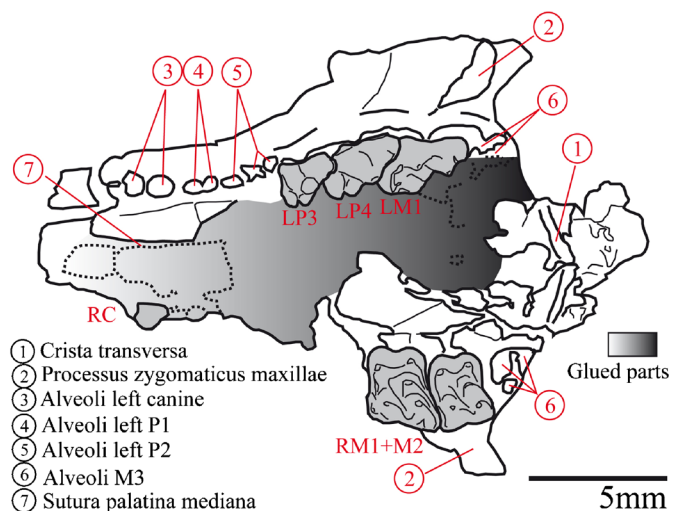 2
3 4 5
6
1
7
LP3 LP4 LM1
RC
1 Crista transversa
2 Processus zygomaticus maxillae
3 Alveoli left canine
4 Alveoli left P1
5 Alveoli left P2
6 Alveoli M3
7 Sutura palatina mediana
Glued parts
6
RM1+M2
2
5mm